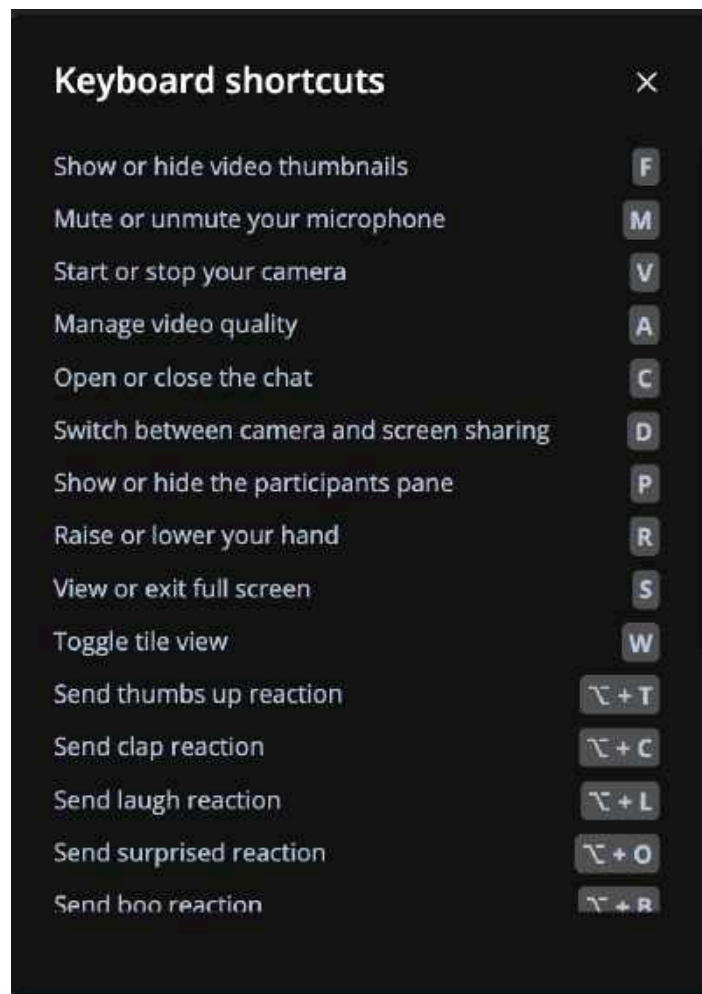 Keyboard shortcuts ×
Show or hide video thumbnails F
Mute or unmute your microphone M
Start or stop your camera V
Manage video quality A
Open or close the chat C
Switch between camera and screen sharing D
Show or hide the participants pane P
Raise or lower your hand R
View or exit full screen S
Toggle tile view W
Send thumbs up reaction ⌥ + T
Send clap reaction ⌥ + C
Send laugh reaction ⌥ + L
Send surprised reaction ⌥ + O
Send boo reaction ⌥ + B